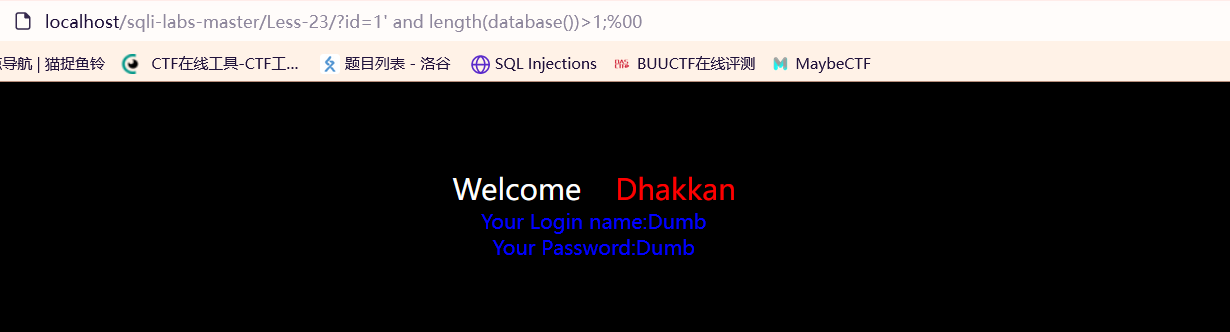 localhost/sqli-labs-master/Less-23/?id=1' and length(database())>1;%00
导航 | 猫捉鱼铃 CTF在线工具-CTF工... 题目列表 - 洛谷 SQL Injections BUUCTF在线评测 MaybeCTF
Welcome Dhakkan
Your Login name:Dumb
Your Password:Dumb